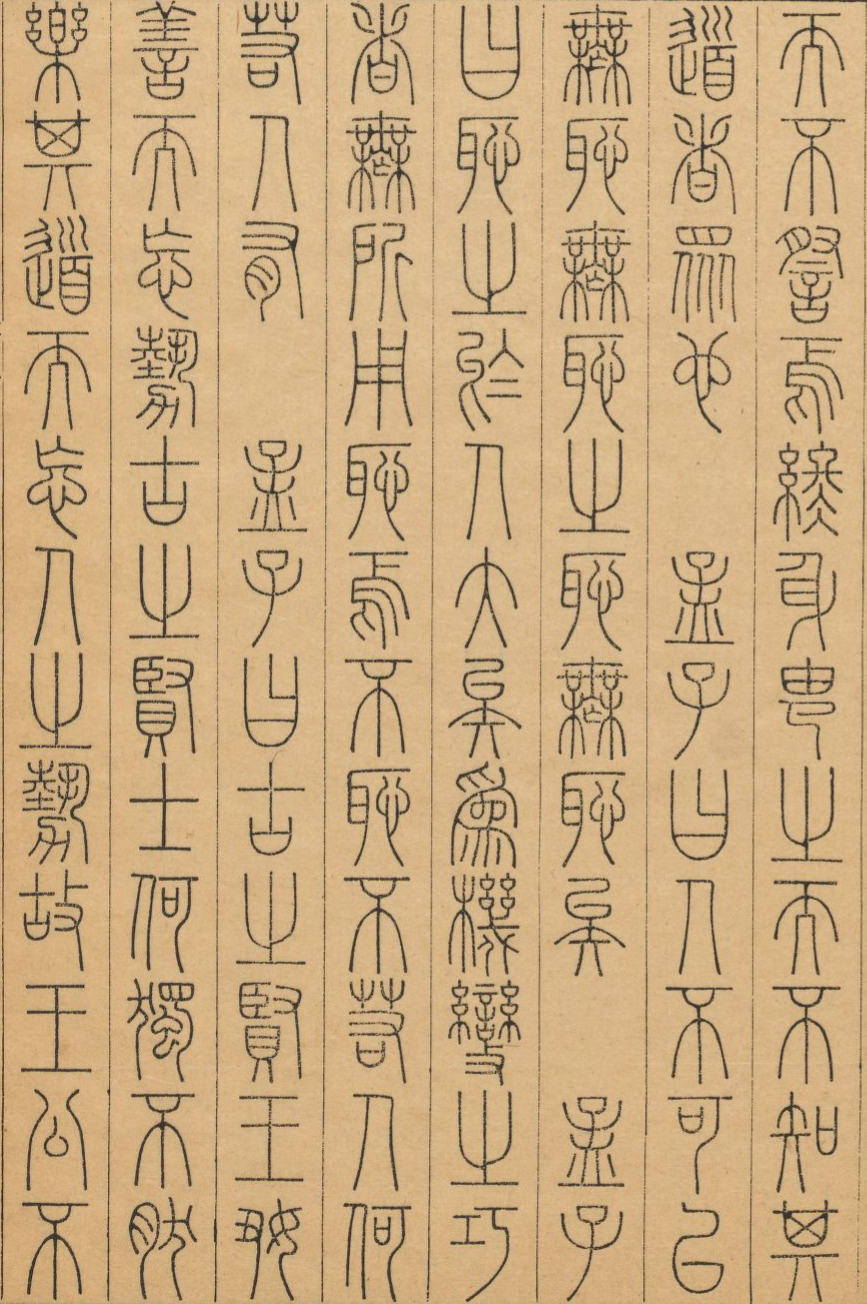 而不詧焉終身由之而不知其
道者眾也 孟子曰人不可以
無恥無恥之恥無恥矣 孟子
曰恥之於人大矣為機變之巧
者無所用恥焉不恥不若人何
若人有 孟子曰古之賢王好
善而忘勢古之賢士何獨不然
樂其道而忘人之勢故王公不